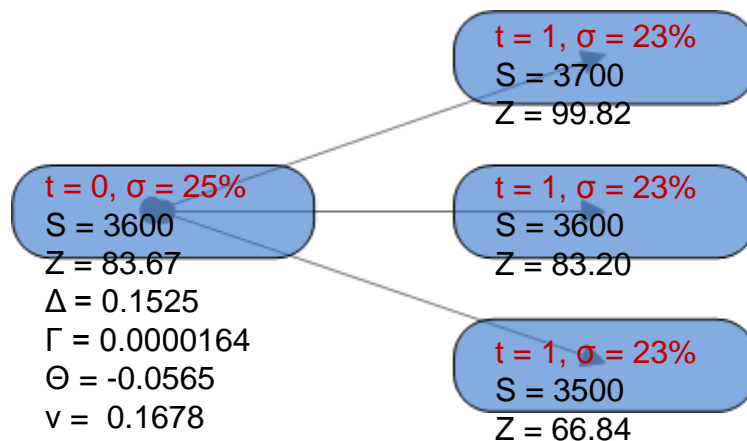 t = 0, σ = 25%
S = 3600
Z = 83.67
Δ = 0.1525
Γ = 0.0000164
Θ = -0.0565
ν = 0.1678
t = 1, σ = 23%
S = 3700
Z = 99.82
t = 1, σ = 23%
S = 3600
Z = 83.20
t = 1, σ = 23%
S = 3500
Z = 66.84